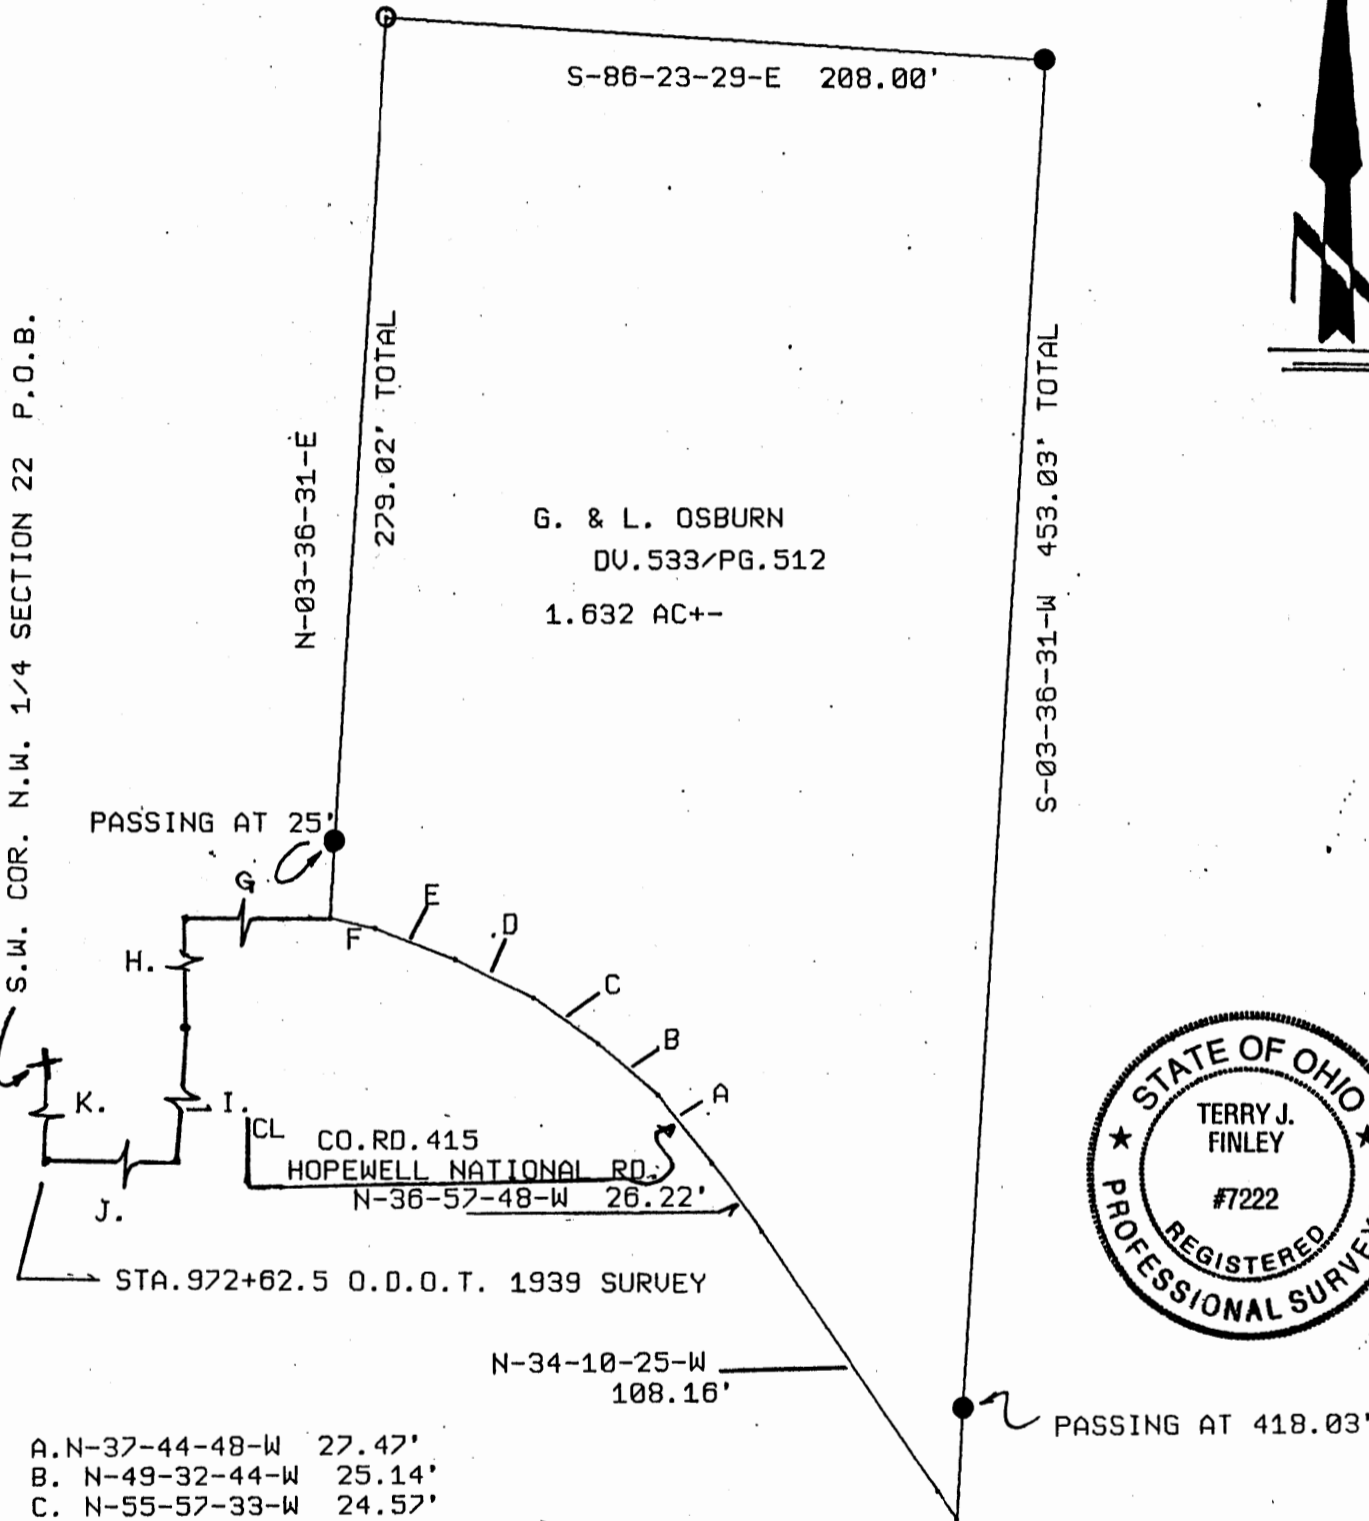 S-86-23-29-E 208.00'
S.W. COR. N.W. 1/4 SECTION 22 P.O.B.
N-03-36-31-E
279.02' TOTAL
S-03-36-31-W 453.03' TOTAL
G. & L. OSBURN
DV.533/PG.512
1.632 AC+-
PASSING AT 25'
G
E
F
D
H.
C
B
A
K.
I.
CL CO.RD.415
HOPEWELL NATIONAL RD.
N-36-57-48-W 26.22'
J.
STA.972+62.5 O.D.O.T. 1939 SURVEY
STATE OF OHIO
TERRY J.
FINLEY
#7222
REGISTERED
PROFESSIONAL
N-34-10-25-W
108.16'
PASSING AT 418.03'
A.N-37-44-48-W 27.47'
B. N-49-32-44-W 25.14'
C. N-55-57-33-W 24.57'